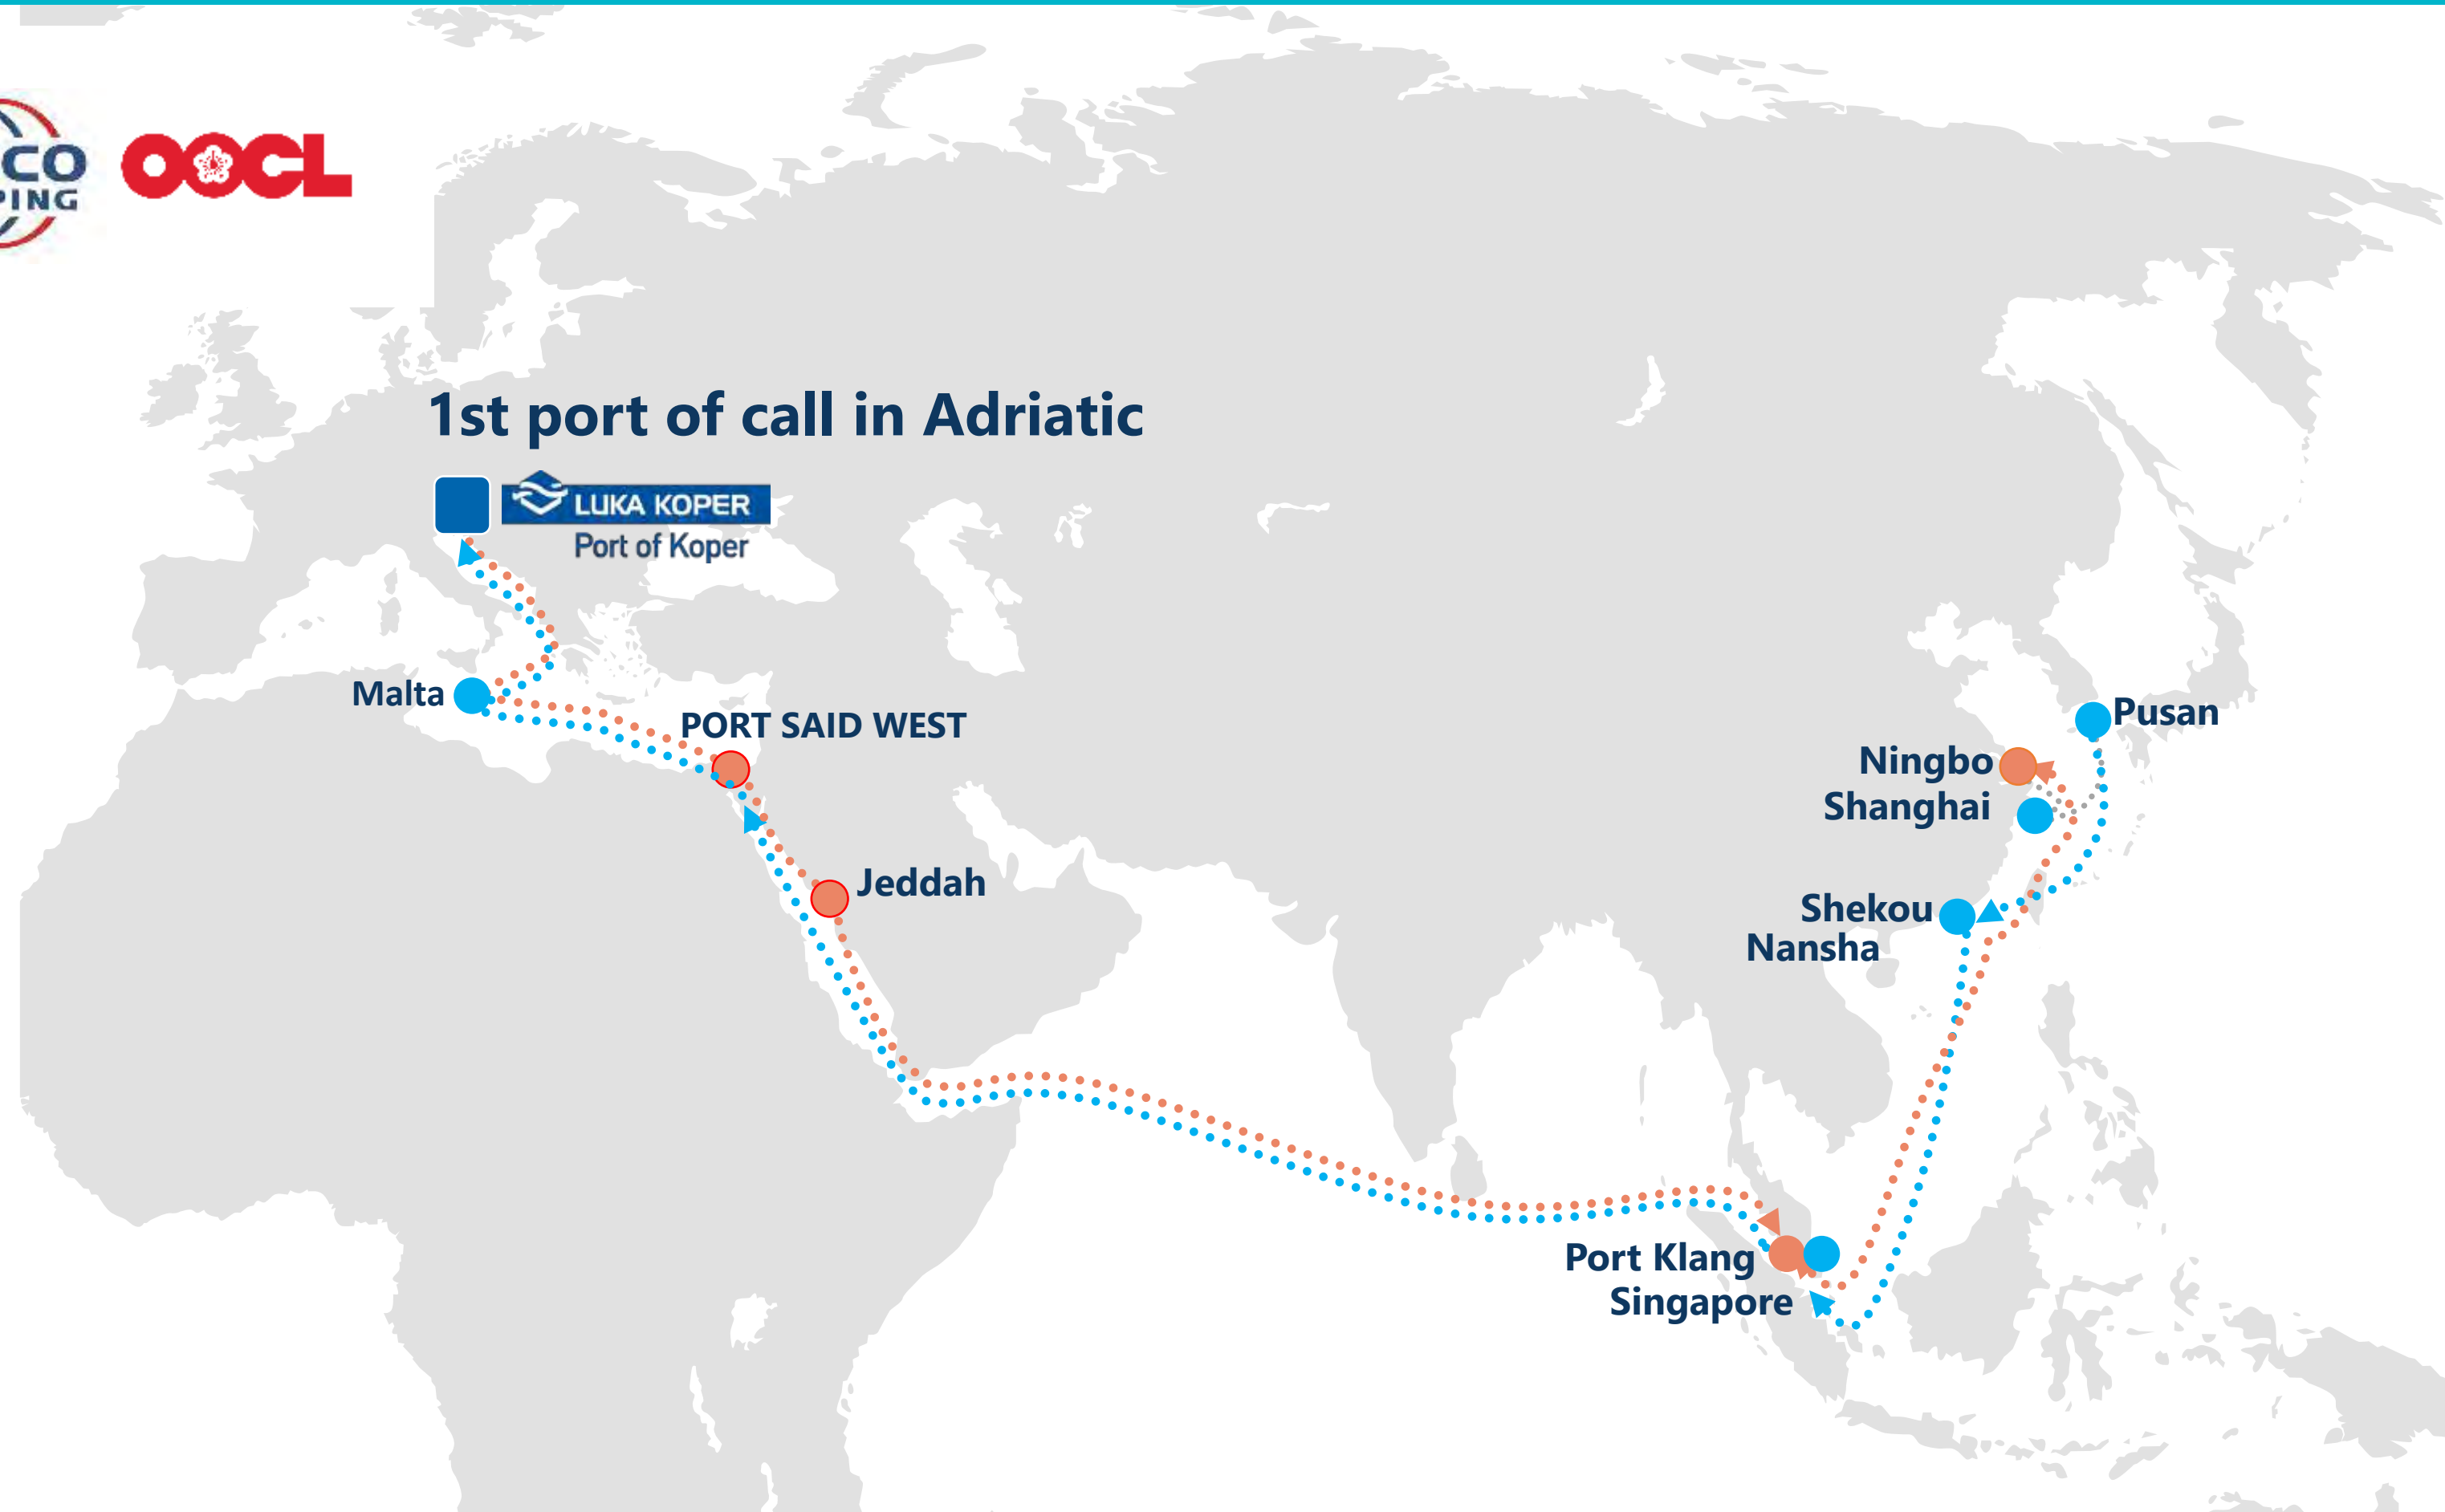 CO
PING
OOCL
1st port of call in Adriatic
LUKA KOPER
Port of Koper
Malta
PORT SAID WEST
Pusan
Ningbo
Shanghai
Jeddah
Shekou
Nansha
Port Klang
Singapore